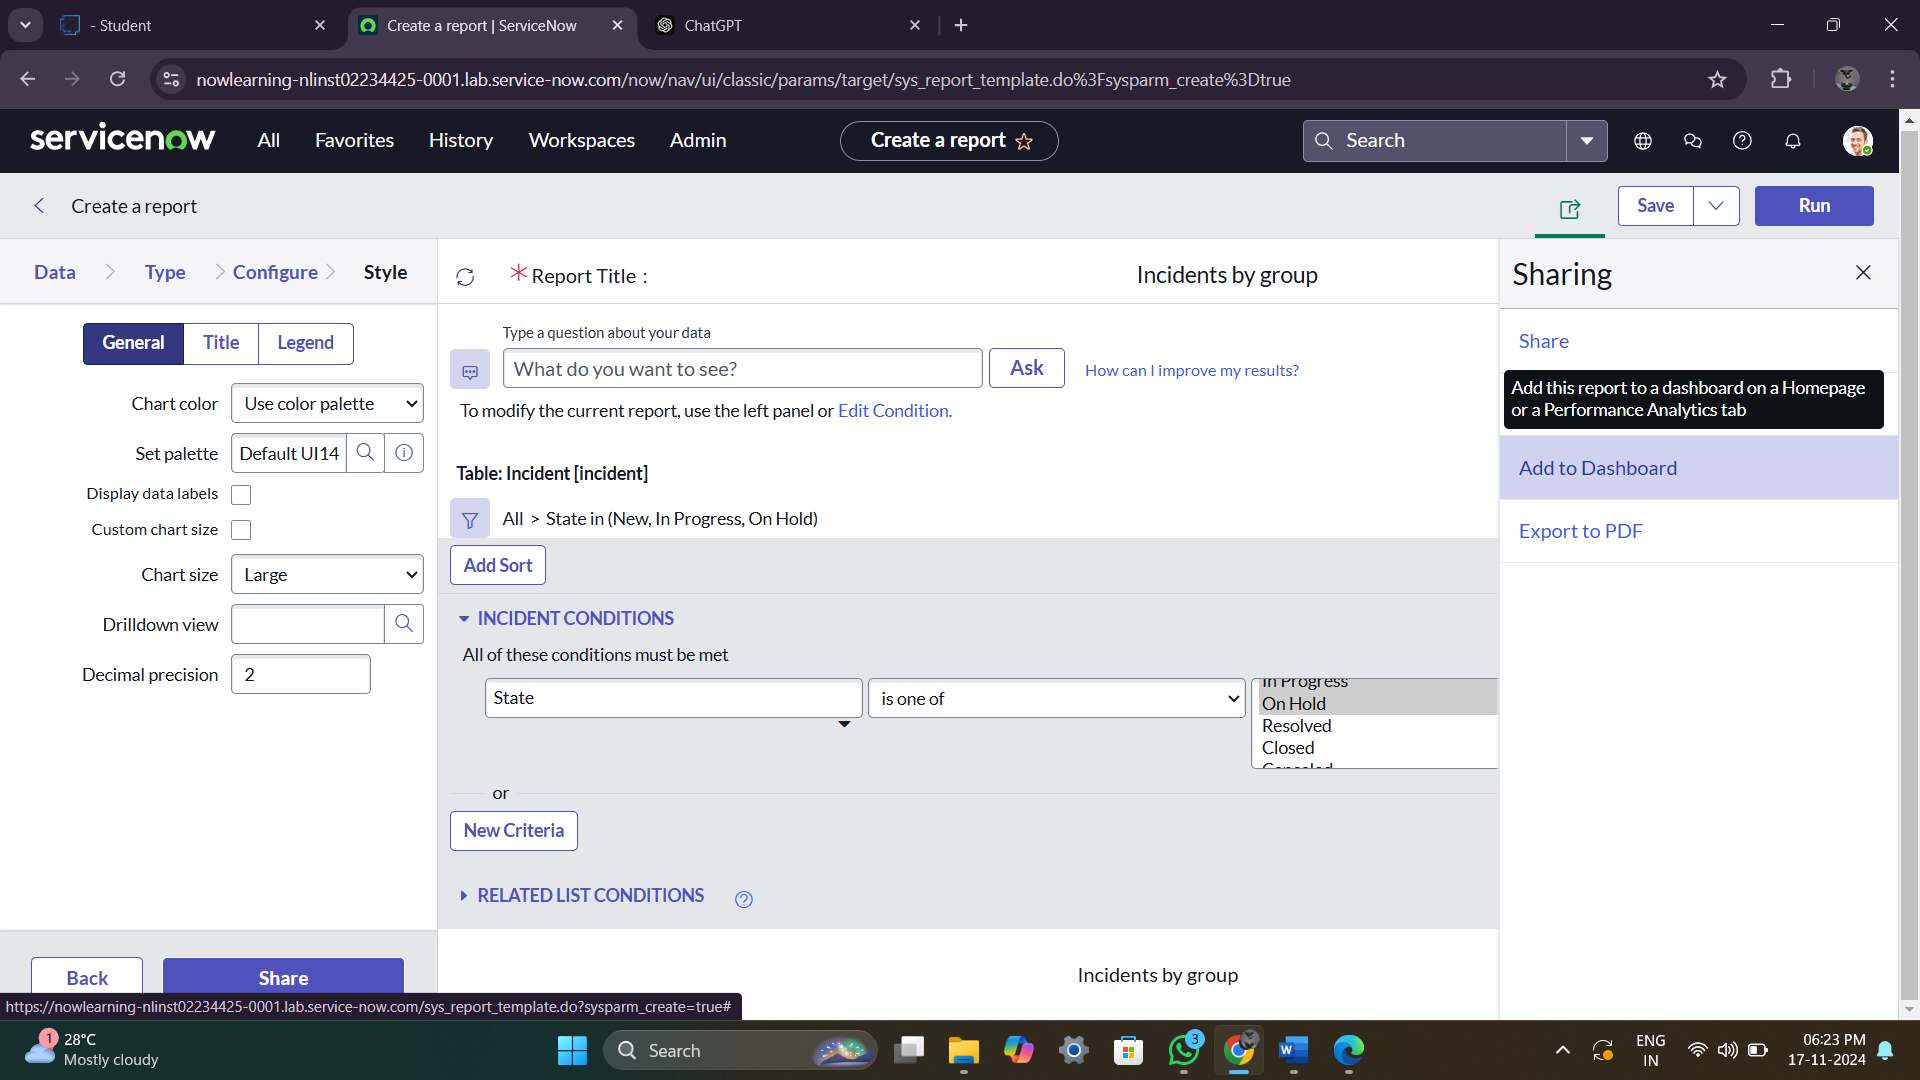 - Student
Create a report | ServiceNow
ChatGPT
nowlearning-nlinst02234425-0001.lab.service-now.com/now/nav/ui/classic/params/target/sys_report_template.do%3Fsysparm_create%3Dtrue
servicenow
All
Favorites
History
Workspaces
Admin
Create a report
Search
Create a report
Save
Run
Data
Type
Configure
Style
Report Title :
Incidents by group
Sharing
General
Title
Legend
Type a question about your data
What do you want to see?
Ask
How can I improve my results?
To modify the current report, use the left panel or Edit Condition.
Share
Add this report to a dashboard on a Homepage
or a Performance Analytics tab
Add to Dashboard
Export to PDF
Chart color
Use color palette
Set palette
Default UI14
Display data labels
Custom chart size
Chart size
Large
Drilldown view
Decimal precision
2
Table: Incident [incident]
All > State in (New, In Progress, On Hold)
Add Sort
INCIDENT CONDITIONS
All of these conditions must be met
State
is one of
In Progress
On Hold
Resolved
Closed
Canceled
or
New Criteria
RELATED LIST CONDITIONS
Incidents by group
Back
Share
https://nowlearning-nlinst02234425-0001.lab.service-now.com/sys_report_template.do?sysparm_create=true#
1
28°C
Mostly cloudy
Search
3
ENG
IN
06:23 PM
17-11-2024